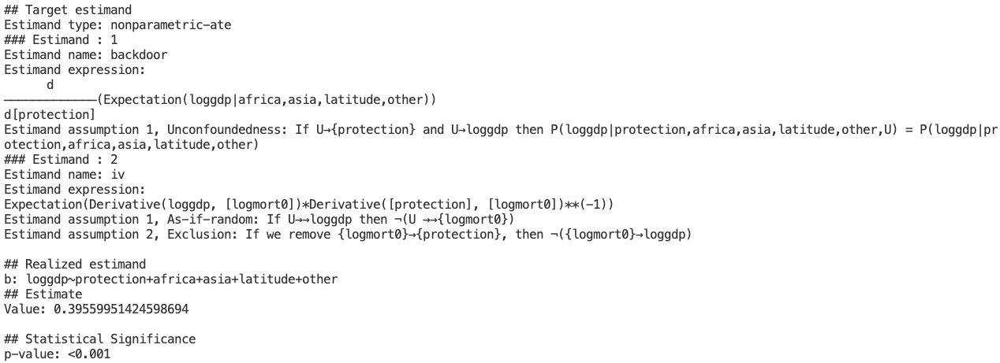 ## Target estimand
Estimand type: nonparametric-ate
### Estimand : 1
Estimand name: backdoor
Estimand expression:
      d
─────────────(Expectation(loggdp|africa,asia,latitude,other))
d[protection]
Estimand assumption 1, Unconfoundedness: If U→{protection} and U→loggdp then P(loggdp|protection,africa,asia,latitude,other,U) = P(loggdp|pr
otection,africa,asia,latitude,other)
### Estimand : 2
Estimand name: iv
Estimand expression:
Expectation(Derivative(loggdp, [logmort0])*Derivative([protection], [logmort0])**(-1))
Estimand assumption 1, As-if-random: If U→→loggdp then ¬(U →→{logmort0})
Estimand assumption 2, Exclusion: If we remove {logmort0}→{protection}, then ¬({logmort0}→loggdp)

## Realized estimand
b: loggdp~protection+africa+asia+latitude+other
## Estimate
Value: 0.39559951424598694

## Statistical Significance
p-value: <0.001